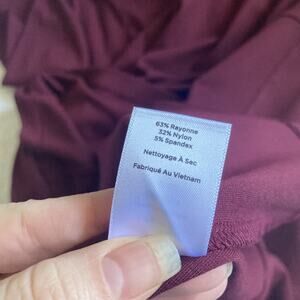 63% Rayonne
32% Nylon
5% Spandex
Nettoyage À Sec
Fabriqué Au Vietnam